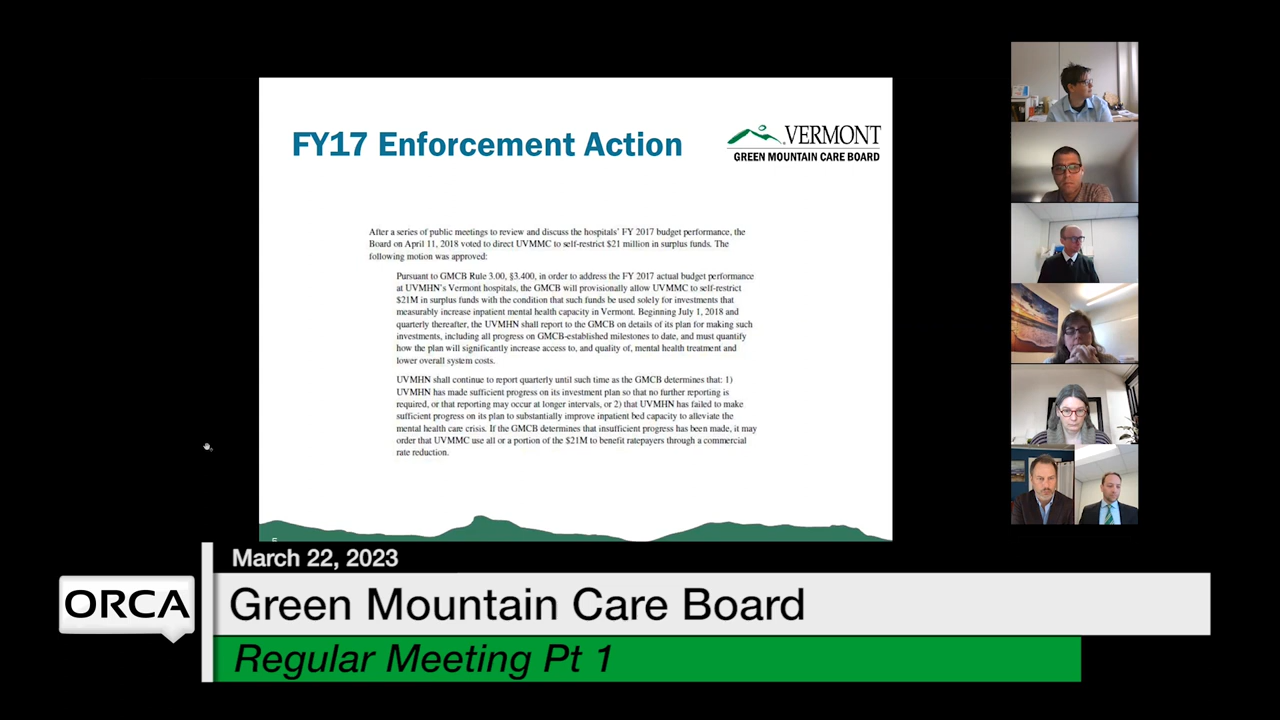 FY17 Enforcement Action
VERMONT
GREEN MOUNTAIN CARE BOARD
After a series of public meetings to review and discuss the hospitals' FY 2017 budget performance, the
Board on April 11, 2018 voted to direct UVMMC to self-restrict $21 million in surplus funds. The
following motion was approved:
Pursuant to GMCB Rule 3.00, §3.400, in order to address the FY 2017 actual budget performance
at UVMHN's Vermont hospitals, the GMCB will provisionally allow UVMMC to self-restrict
$21M in surplus funds with the condition that such funds be used solely for investments that
measurably increase inpatient mental health capacity in Vermont. Beginning July 1, 2018 and
quarterly thereafter, the UVMHN shall report to the GMCB on details of its plan for making such
investments, including all progress on GMCB-established milestones to date, and must quantify
how the plan will significantly increase access to, and quality of, mental health treatment and
lower overall system costs.
UVMHN shall continue to report quarterly until such time as the GMCB determines that: 1)
UVMHN has made sufficient progress on its investment plan so that no further reporting is
required, or that reporting may occur at longer intervals, or 2) that UVMHN has failed to make
sufficient progress on its plan to substantially improve inpatient bed capacity to alleviate the
mental health care crisis. If the GMCB determines that insufficient progress has been made, it may
order that UVMMC use all or a portion of the $21M to benefit ratepayers through a commercial
rate reduction.
March 22, 2023
ORCA
Green Mountain Care Board
Regular Meeting Pt 1